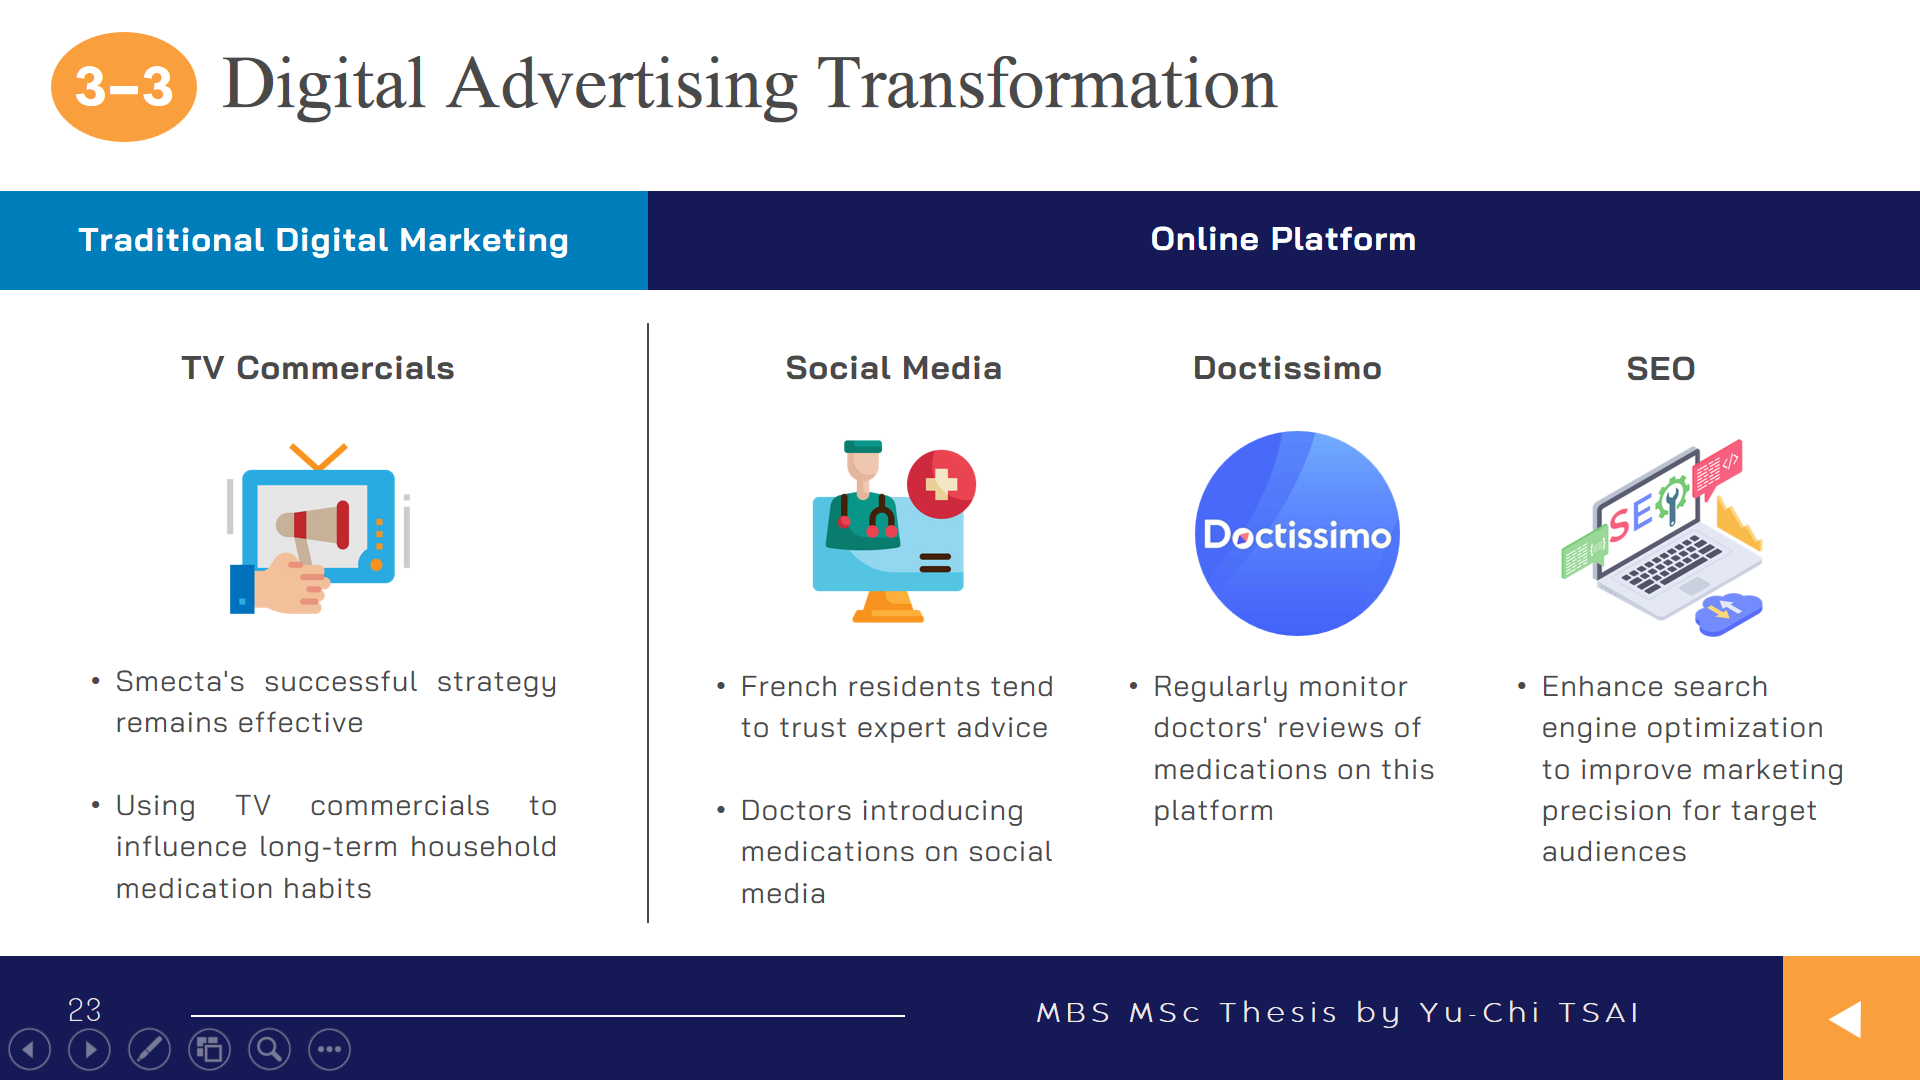 3–3
Digital Advertising Transformation
Traditional Digital Marketing
Online Platform
TV Commercials
• Smecta's successful strategy
remains effective
• Using TV commercials to
influence long-term household
medication habits
Social Media
• French residents tend
to trust expert advice
• Doctors introducing
medications on social
media
Doctissimo
Doctissimo
• Regularly monitor
doctors' reviews of
medications on this
platform
SEO
SE
</>
• Enhance search
engine optimization
to improve marketing
precision for target
audiences
23
MBS MSc Thesis by Yu-Chi TSAI